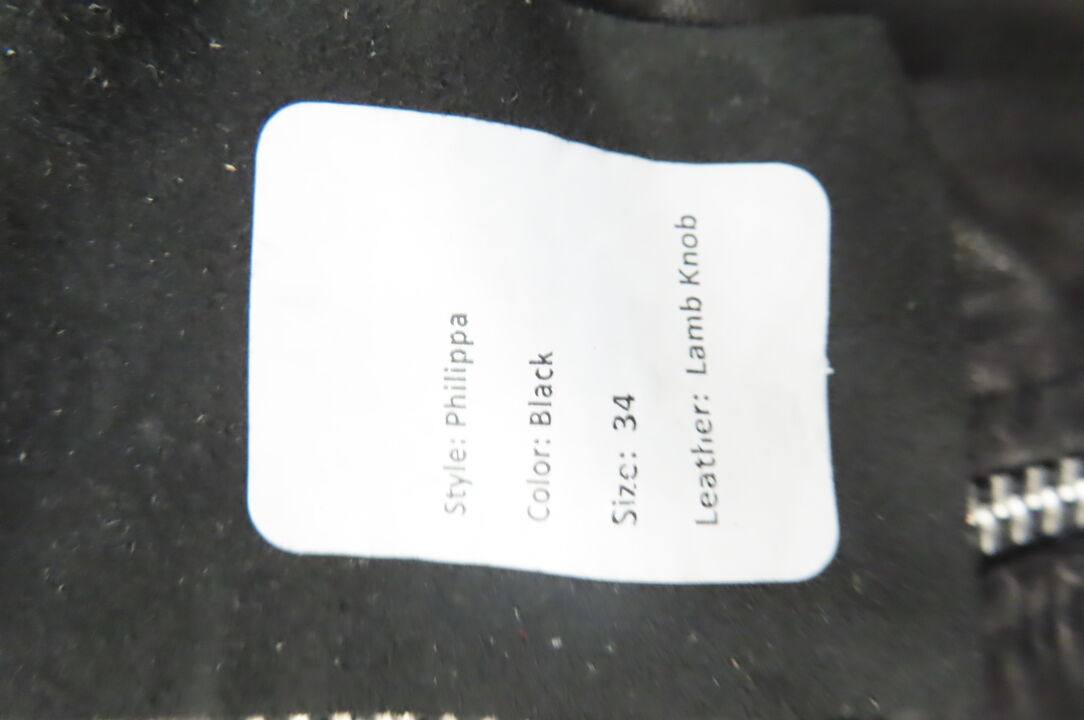 Style: Philippa
Color: Black
Size: 34
Leather: Lamb Knob